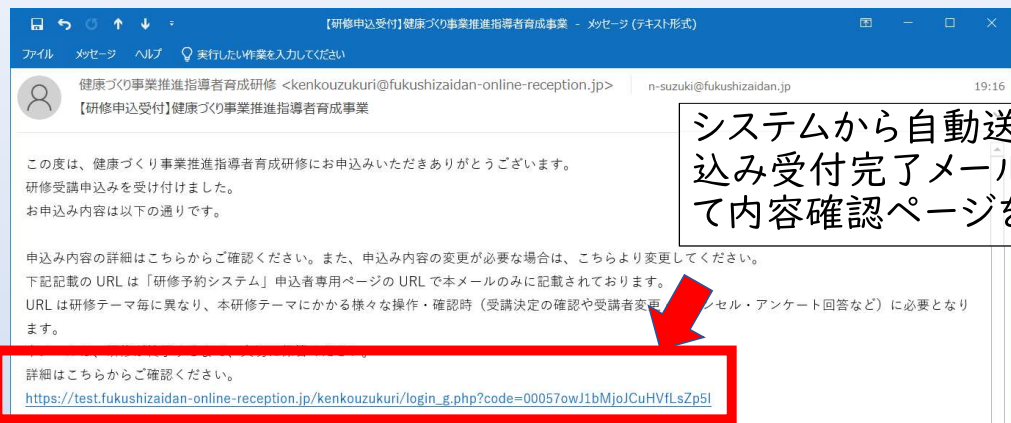 【研修申込受付】健康づくり事業推進指導者育成事業 - メッセージ (テキスト形式)
ファイル メッセージ ヘルプ 実行したい作業を入力してください
健康づくり事業推進指導者育成研修 <kenkouzukuri@fukushizaidan-online-reception.jp> n-suzuki@fukushizaidan.jp 19:16
【研修申込受付】健康づくり事業推進指導者育成事業
システムから自動送
込み受付完了メール
て内容確認ページを
この度は、健康づくり事業推進指導者育成研修にお申込みいただきありがとうございます。
研修受講申込みを受け付けました。
お申込み内容は以下の通りです。
申込み内容の詳細はこちらからご確認ください。また、申込み内容の変更が必要な場合は、こちらより変更してください。
下記記載の URL は「研修予約システム」申込者専用ページの URL で本メールのみに記載されております。
URL は研修テーマ毎に異なり、本研修テーマにかかる様々な操作・確認時（受講決定の確認や受講者変更 ンセル・アンケート回答など）に必要となり
ます。
詳細はこちらからご確認ください。
https://test.fukushizaidan-online-reception.jp/kenkouzukuri/login_g.php?code=00057owJ1bMjoJCuHVfLsZp5l